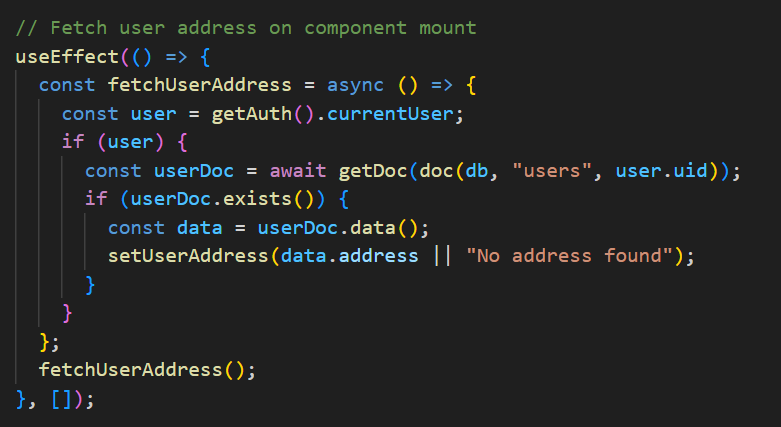 // Fetch user address on component mount
useEffect(() => {
  const fetchUserAddress = async () => {
    const user = getAuth().currentUser;
    if (user) {
      const userDoc = await getDoc(doc(db, "users", user.uid));
      if (userDoc.exists()) {
        const data = userDoc.data();
        setUserAddress(data.address || "No address found");
      }
    }
  };
  fetchUserAddress();
}, []);